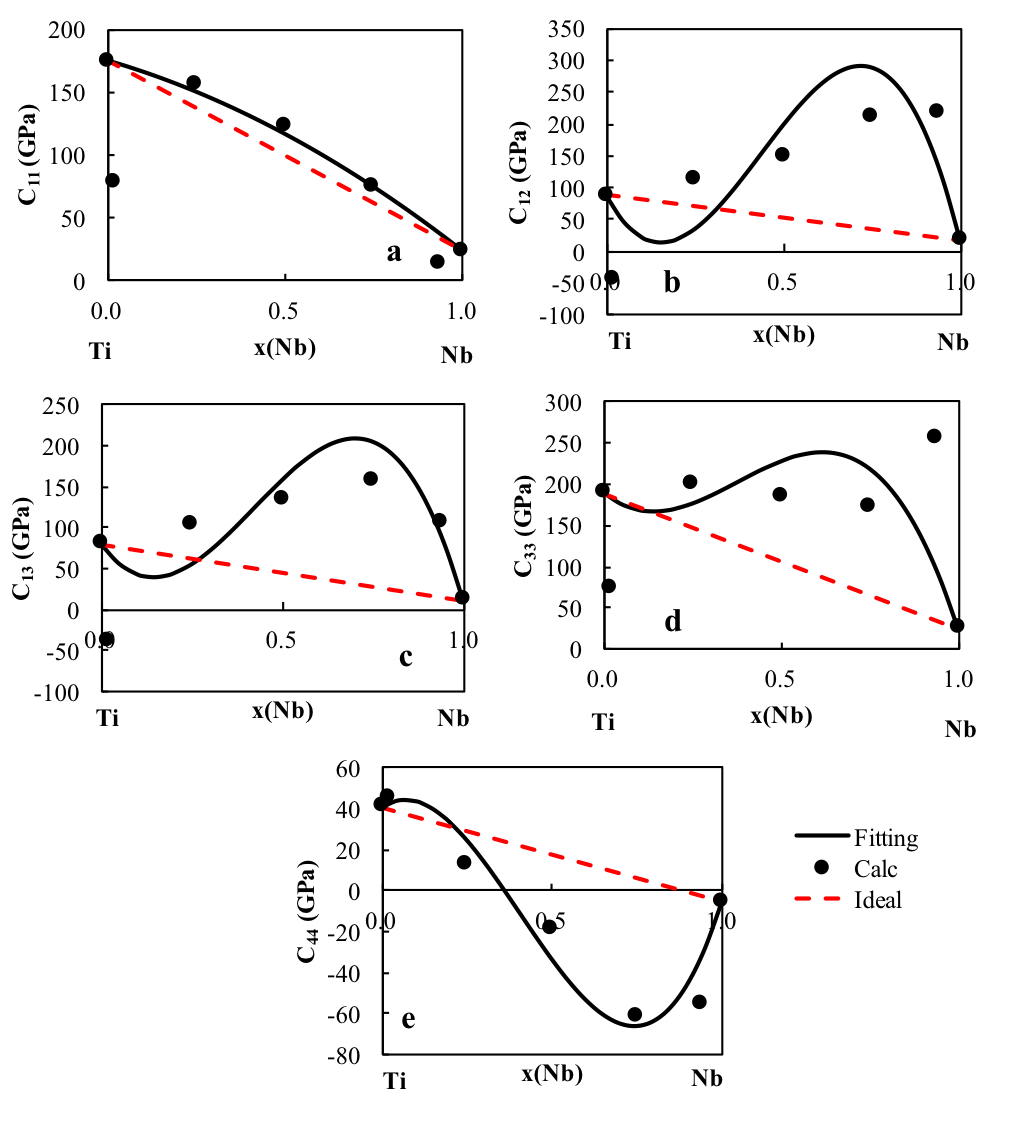 200
150
100
50
0
C11 (GPa)
a
0.0
0.5
1.0
Ti
x(Nb)
Nb
350
300
250
200
150
100
50
0
-50
-100
C12 (GPa)
0.0
b
1.0
0.5
Ti
x(Nb)
Nb
250
200
150
100
50
0
-50
-100
C13 (GPa)
0.0
0.5
1.0
c
Ti
x(Nb)
Nb
300
250
200
150
100
50
0
C33 (GPa)
d
0.0
0.5
1.0
Ti
x(Nb)
Nb
60
40
20
0
-20
-40
-60
-80
C44 (GPa)
0.0
0.5
1.0
e
Ti
x(Nb)
Nb
Fitting
Calc
Ideal